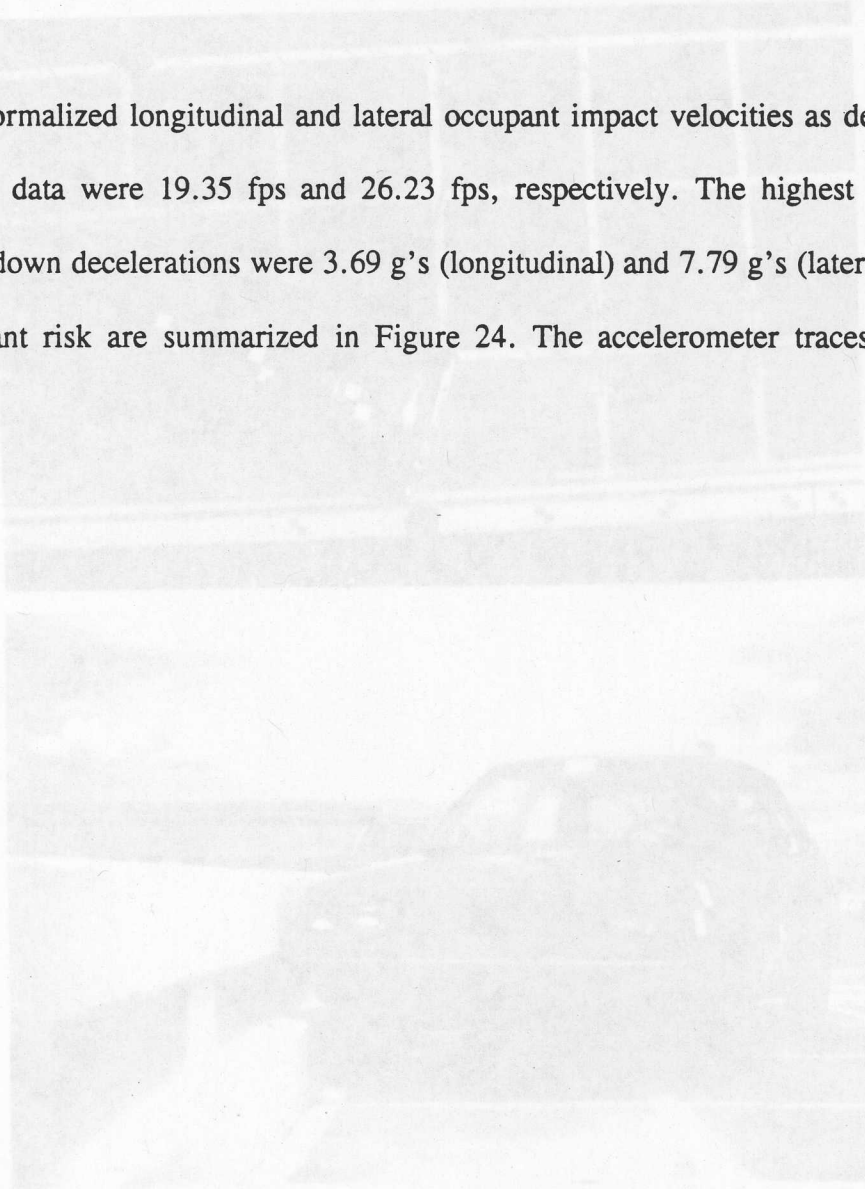 ormalized longitudinal and lateral occupant impact velocities as de
data were 19.35 fps and 26.23 fps, respectively. The highest
down decelerations were 3.69 g's (longitudinal) and 7.79 g's (later
nt risk are summarized in Figure 24. The accelerometer traces